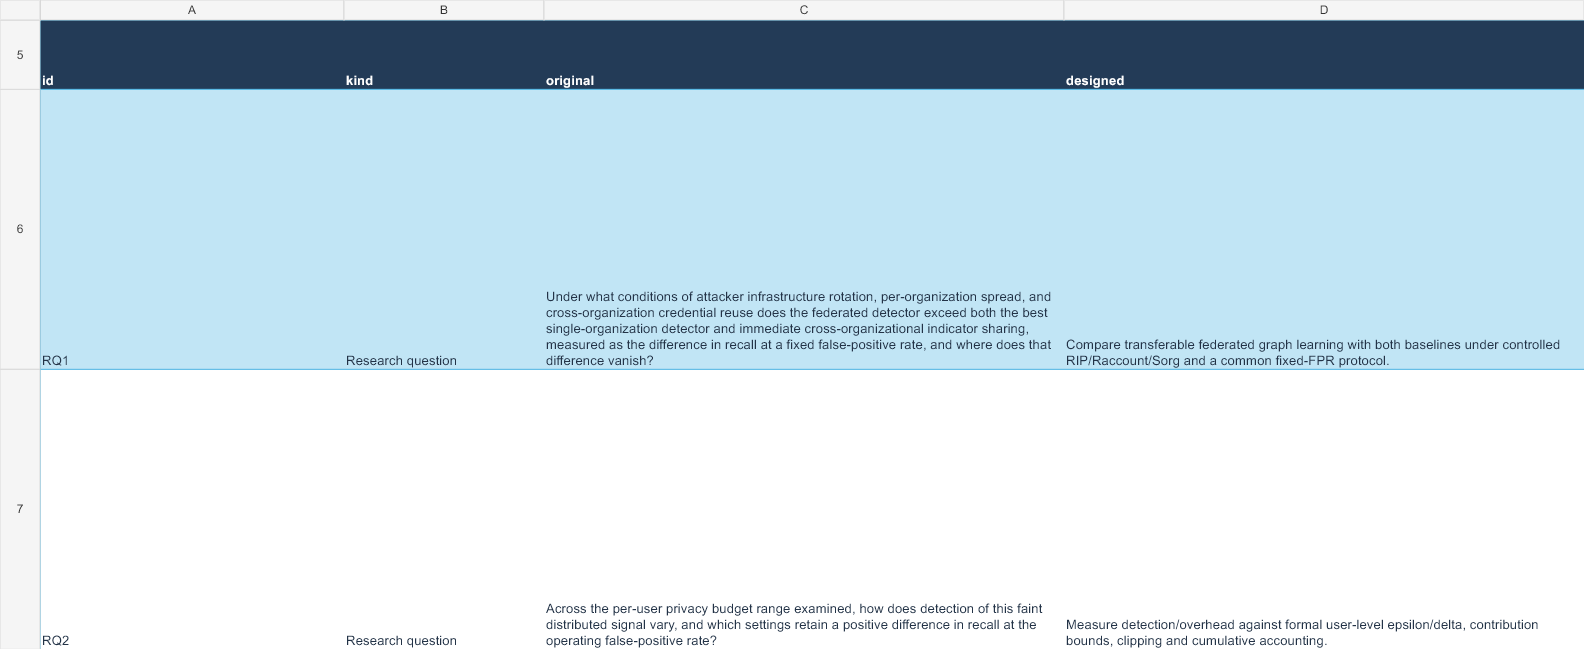 A B C D
5
id kind original designed
6
Under what conditions of attacker infrastructure rotation, per-organization spread, and
cross-organization credential reuse does the federated detector exceed both the best
single-organization detector and immediate cross-organizational indicator sharing,
measured as the difference in recall at a fixed false-positive rate, and where does that
difference vanish?
Compare transferable federated graph learning with both baselines under controlled
RIP/Raccount/Sorg and a common fixed-FPR protocol.
RQ1 Research question
7
Across the per-user privacy budget range examined, how does detection of this faint
distributed signal vary, and which settings retain a positive difference in recall at the
operating false-positive rate?
Measure detection/overhead against formal user-level epsilon/delta, contribution
bounds, clipping and cumulative accounting.
RQ2 Research question